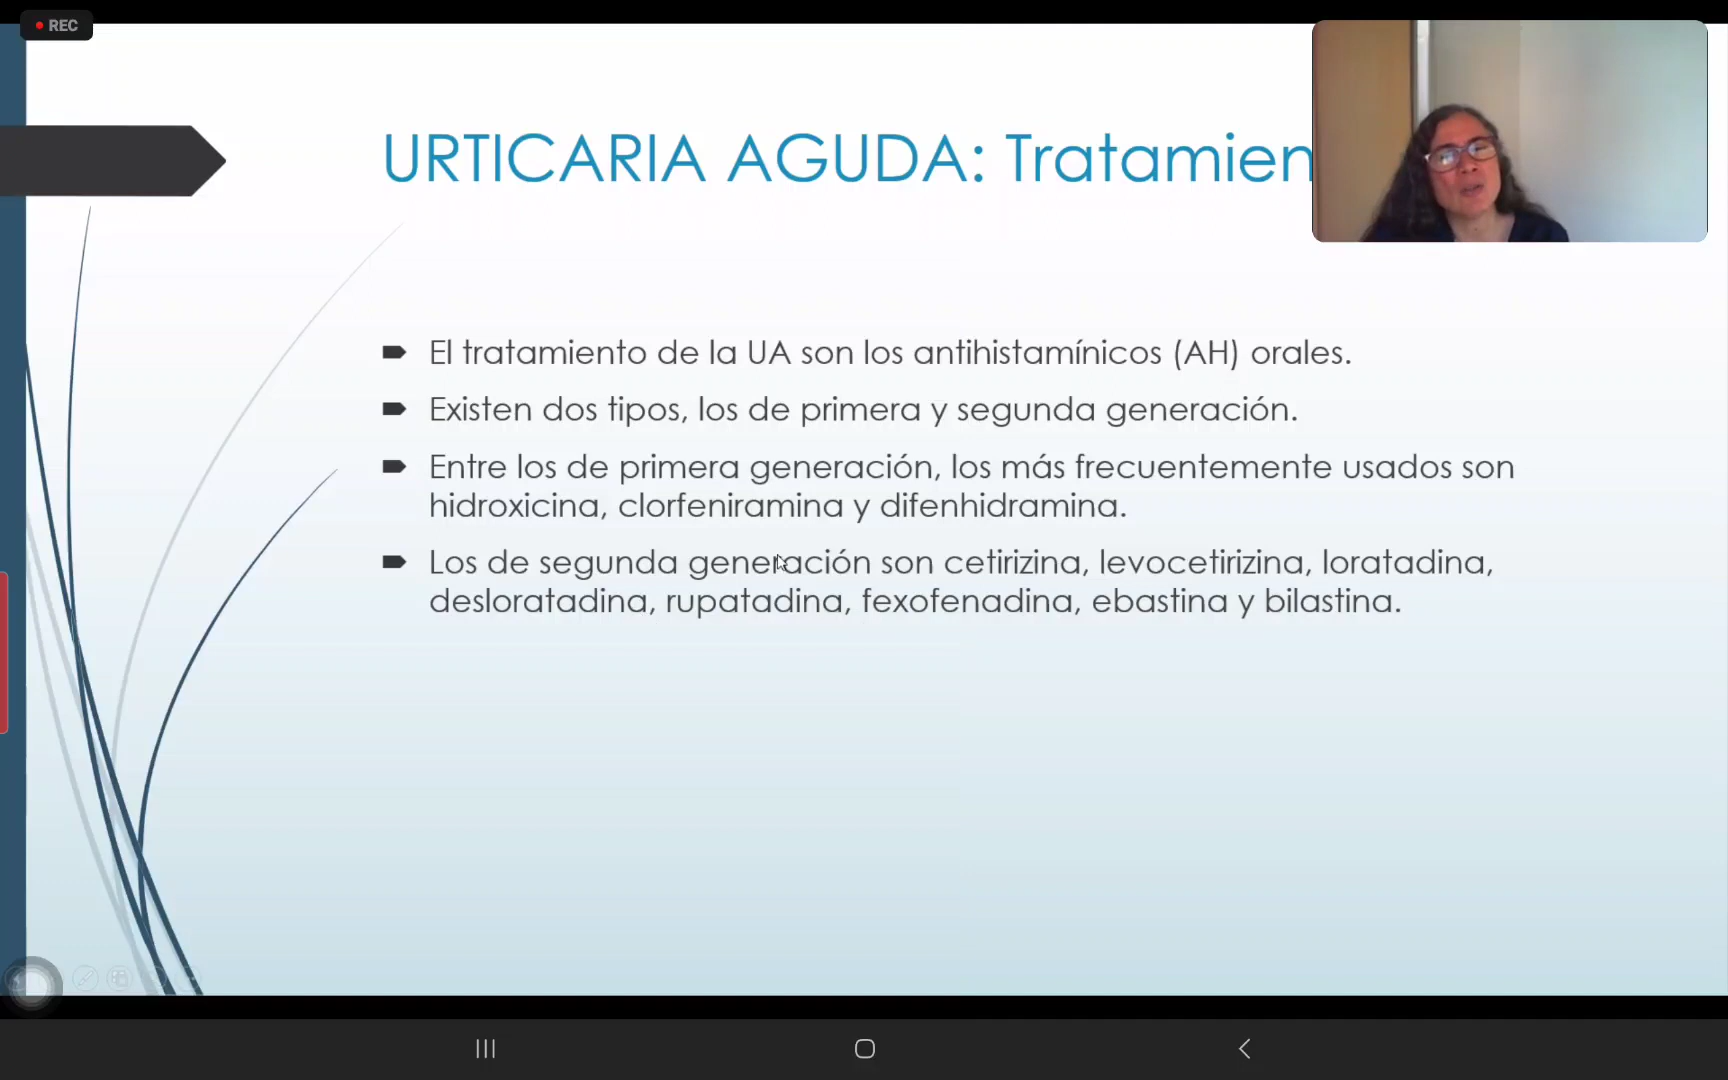 REC
URTICARIA AGUDA: Tratamien
El tratamiento de la UA son los antihistamínicos (AH) orales.
Existen dos tipos, los de primera y segunda generación.
Entre los de primera generación, los más frecuentemente usados son
hidroxicina, clorfeniramina y difenhidramina.
Los de segunda generación son cetirizina, levocetirizina, loratadina,
desloratadina, rupatadina, fexofenadina, ebastina y bilastina.